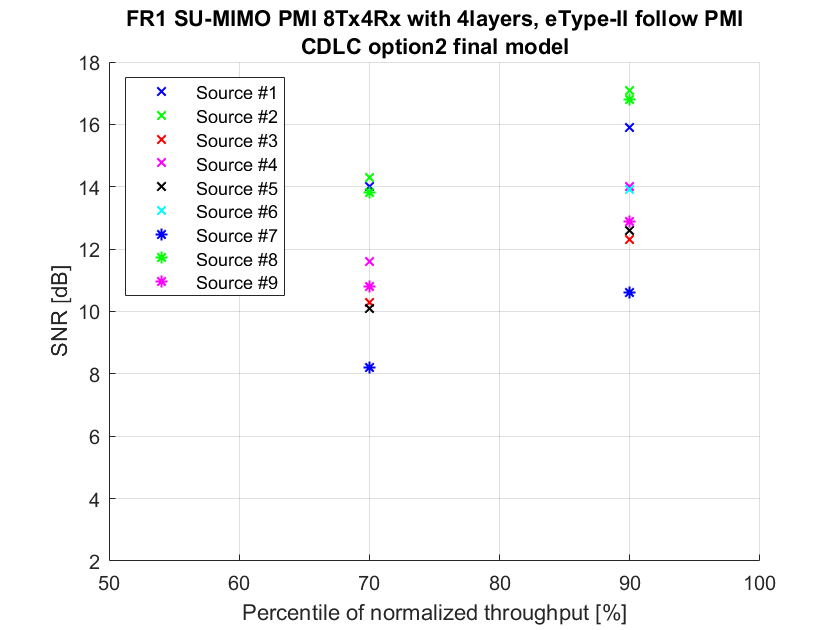 FR1 SU-MIMO PMI 8Tx4Rx with 4layers, eType-II follow PMI
CDLC option2 final model
18
16
14
12
10
8
6
4
2
SNR [dB]
Source #1
Source #2
Source #3
Source #4
Source #5
Source #6
Source #7
Source #8
Source #9
50 60 70 80 90 100
Percentile of normalized throughput [%]